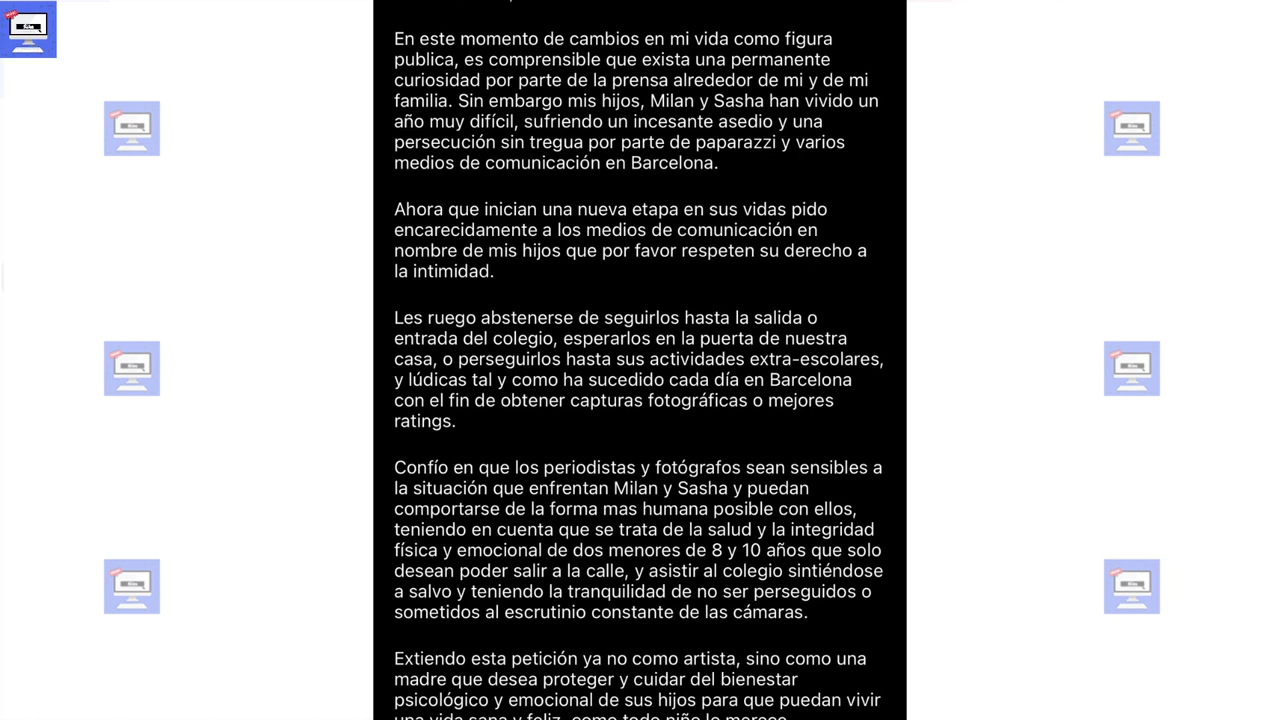 En este momento de cambios en mi vida como figura
publica, es comprensible que exista una permanente
curiosidad por parte de la prensa alrededor de mi y de mi
familia. Sin embargo mis hijos, Milan y Sasha han vivido un
año muy difícil, sufriendo un incesante asedio y una
persecución sin tregua por parte de paparazzi y varios
medios de comunicación en Barcelona.
Ahora que inician una nueva etapa en sus vidas pido
encarecidamente a los medios de comunicación en
nombre de mis hijos que por favor respeten su derecho a
la intimidad.
Les ruego abstenerse de seguirlos hasta la salida o
entrada del colegio, esperarlos en la puerta de nuestra
casa, o perseguirlos hasta sus actividades extra-escolares,
y lúdicas tal y como ha sucedido cada día en Barcelona
con el fin de obtener capturas fotográficas o mejores
ratings.
Confío en que los periodistas y fotógrafos sean sensibles a
la situación que enfrentan Milan y Sasha y puedan
comportarse de la forma mas humana posible con ellos,
teniendo en cuenta que se trata de la salud y la integridad
física y emocional de dos menores de 8 y 10 años que solo
desean poder salir a la calle, y asistir al colegio sintiéndose
a salvo y teniendo la tranquilidad de no ser perseguidos o
sometidos al escrutinio constante de las cámaras.
Extiendo esta petición ya no como artista, sino como una
madre que desea proteger y cuidar del bienestar
psicológico y emocional de sus hijos para que puedan vivir
una vida sana y feliz, como todo niño lo merece.